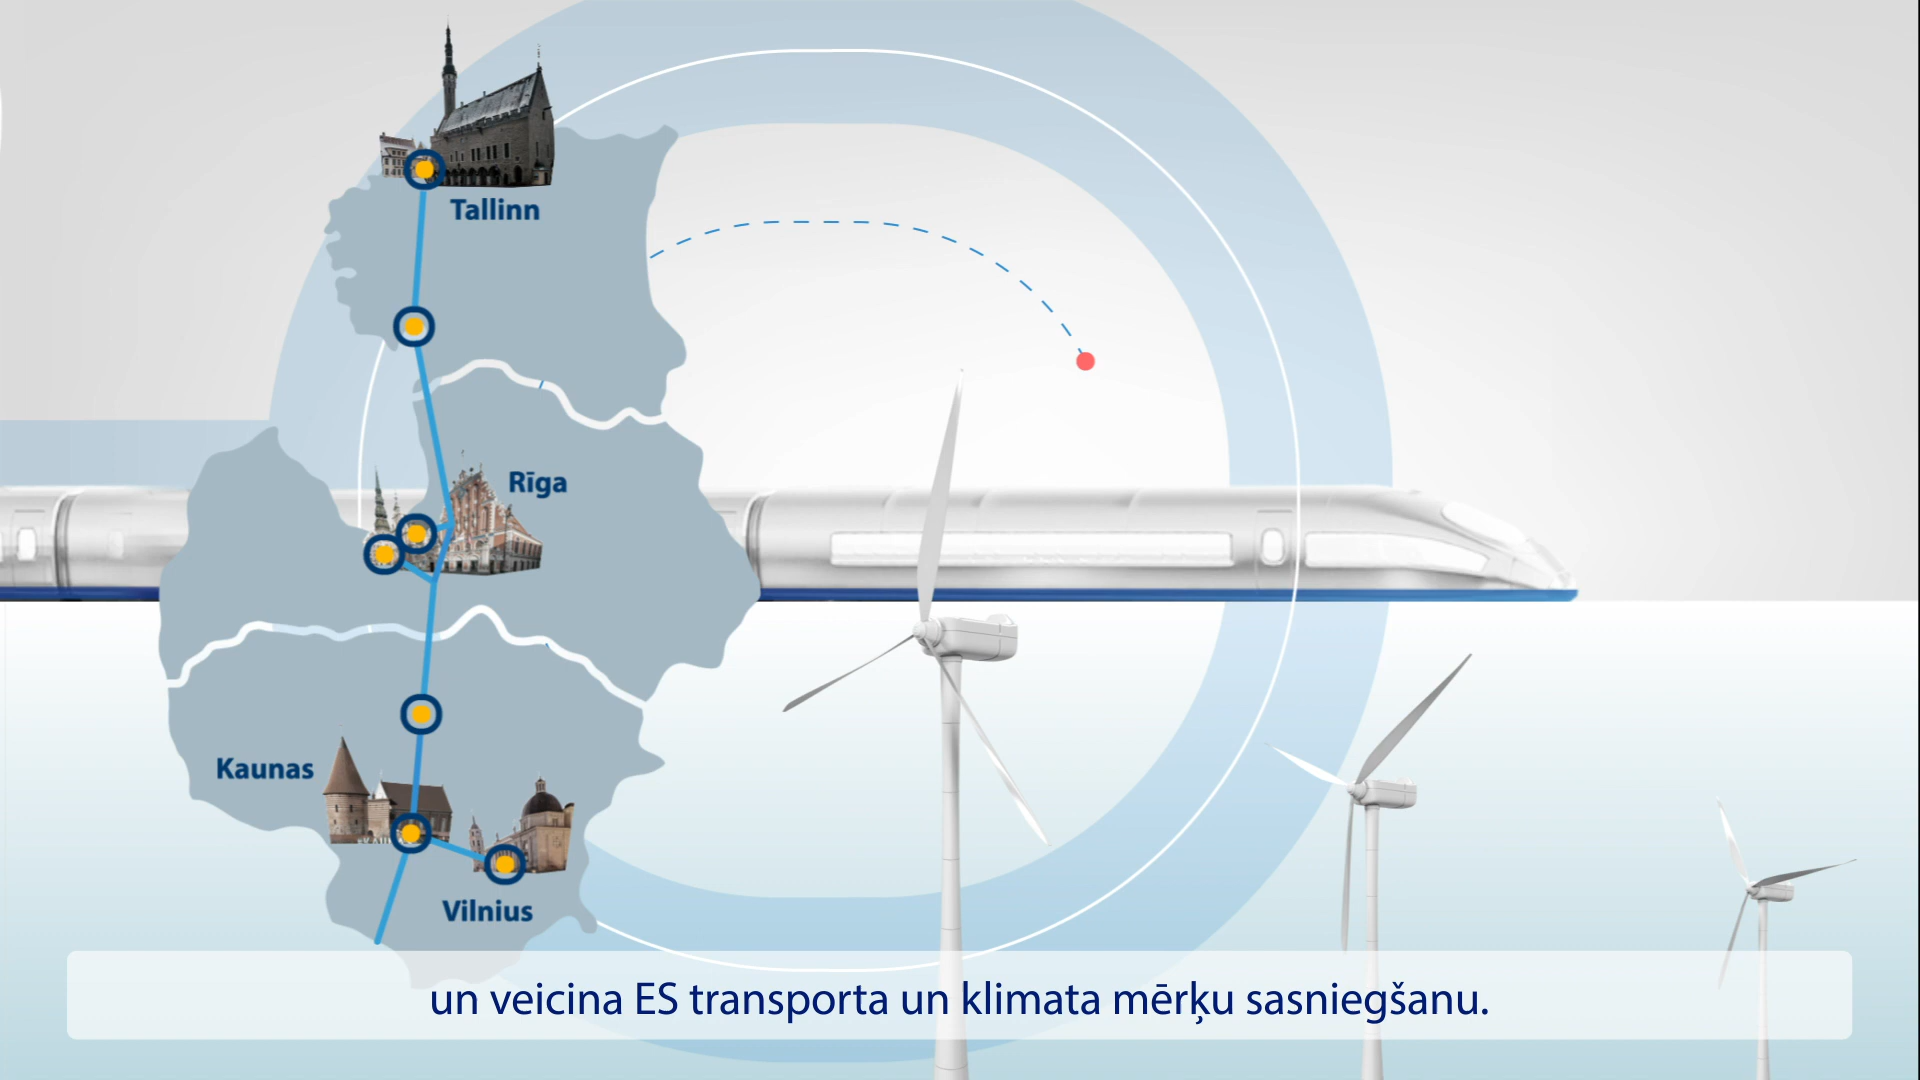 Tallinn
Rīga
Kaunas
Vilnius
un veicina ES transporta un klimata mērķu sasniegšanu.